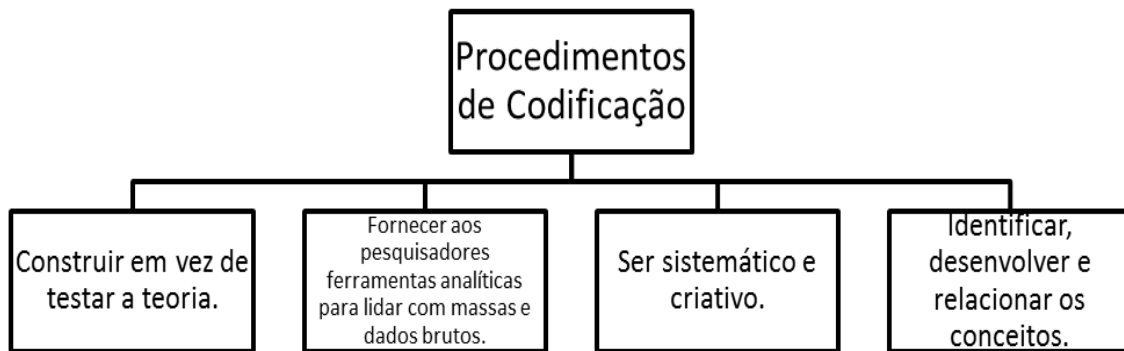 Procedimentos
de Codificação
Construir em vez de
testar a teoria.
Fornecer aos
pesquisadores
ferramentas analíticas
para lidar com massas e
dados brutos.
Ser sistemático e
criativo.
Identificar,
desenvolver e
relacionar os
conceitos.